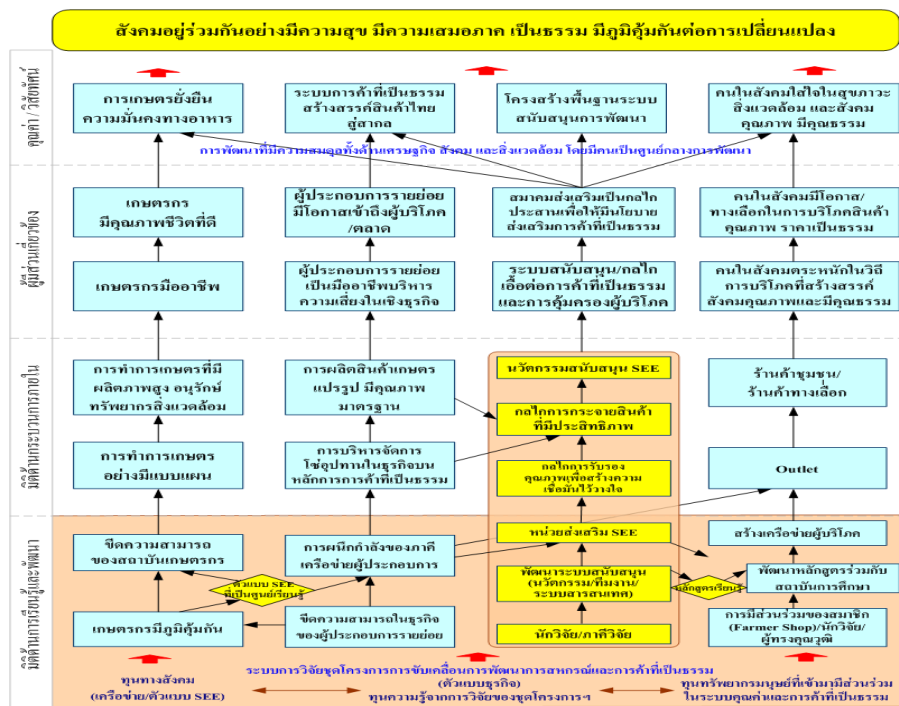 สังคมอยู่ร่วมกันอย่างมีความสุข มีความเสมอภาค เป็นธรรม มีภูมิคุ้มกันต่อการเปลี่ยนแปลง
คุณค่า / วิสัยทัศน์
การเกษตรยั่งยืน
ความมั่นคงทางอาหาร
ระบบการค้าที่เป็นธรรม
สร้างสรรค์สินค้าไทย
สู่สากล
โครงสร้างพื้นฐานระบบ
สนับสนุนการพัฒนา
คนในสังคมใส่ใจในสุขภาวะ
สิ่งแวดล้อม และสังคม
คุณภาพ มีคุณธรรม
การพัฒนาที่มีความสมดุลทั้งด้านเศรษฐกิจ สังคม และสิ่งแวดล้อม โดยมีคนเป็นศูนย์กลางการพัฒนา
ผู้มีส่วนเกี่ยวข้อง
เกษตรกร
มีคุณภาพชีวิตที่ดี
ผู้ประกอบการรายย่อย
มีโอกาสเข้าถึงผู้บริโภค
/ตลาด
สมาคมส่งเสริมเป็นกลไก
ประสานเพื่อให้มีนโยบาย
ส่งเสริมการค้าที่เป็นธรรม
คนในสังคมมีโอกาส/
ทางเลือกในการบริโภคสินค้า
คุณภาพ ราคาเป็นธรรม
เกษตรกรมืออาชีพ
ผู้ประกอบการรายย่อย
เป็นมืออาชีพบริหาร
ความเสี่ยงในเชิงธุรกิจ
ระบบสนับสนุน/กลไก
เอื้อต่อการค้าที่เป็นธรรม
และการคุ้มครองผู้บริโภค
คนในสังคมตระหนักในวิถี
การบริโภคที่สร้างสรรค์
สังคมคุณภาพและมีคุณธรรม
มิติด้านกระบวนการภายใน
การทำการเกษตรที่มี
ผลิตภาพสูง อนุรักษ์
ทรัพยากรสิ่งแวดล้อม
การผลิตสินค้าเกษตร
แปรรูป มีคุณภาพ
มาตรฐาน
นวัตกรรมสนับสนุน SEE
กลไกการกระจายสินค้า
ที่มีประสิทธิภาพ
ร้านค้าชุมชน/
ร้านค้าทางเลือก
การทำการเกษตร
อย่างมีแบบแผน
การบริหารจัดการ
โซ่อุปทานในธุรกิจบน
หลักการการค้าที่เป็นธรรม
กลไกการรับรอง
คุณภาพเพื่อสร้างความ
เชื่อมั่นไว้วางใจ
Outlet
มิติด้านการเรียนรู้และพัฒนา
ขีดความสามารถ
ของสถาบันเกษตรกร
การผนึกกำลังของภาคี
เครือข่ายผู้ประกอบการ
หน่วยส่งเสริม SEE
สร้างเครือข่ายผู้บริโภค
ตัวแบบ SEE
ที่เป็นศูนย์เรียนรู้
พัฒนาระบบสนับสนุน
(นวัตกรรม/ทีมงาน/
ระบบสารสนเทศ)
หลักสูตรเรียนรู้
พัฒนาหลักสูตรร่วมกับ
สถาบันการศึกษา
เกษตรกรมีภูมิคุ้มกัน
ขีดความสามารถในธุรกิจ
ของผู้ประกอบการรายย่อย
นักวิจัย/ภาคีวิจัย
การมีส่วนร่วมของสมาชิก
(Farmer Shop)/นักวิจัย/
ผู้ทรงคุณวุฒิ
ระบบการวิจัยชุดโครงการการขับเคลื่อนการพัฒนาการสหกรณ์และการค้าที่เป็นธรรม
ทุนทางสังคม
(เครือข่าย/ตัวแบบ SEE)
(ตัวแบบธุรกิจ)
ทุนความรู้จากการวิจัยของชุดโครงการฯ
ทุนทรัพยากรมนุษย์ที่เข้ามามีส่วนร่วม
ในระบบคุณค่าและการค้าที่เป็นธรรม